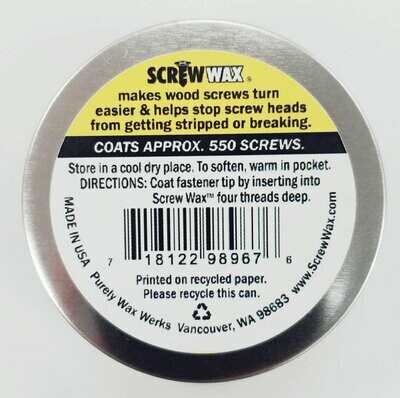 SCREW WAX®
makes wood screws turn
easier & helps stop screw heads
from getting stripped or breaking.
COATS APPROX. 550 SCREWS.
Store in a cool dry place. To soften, warm in pocket.
DIRECTIONS: Coat fastener tip by inserting into
Screw Wax™ four threads deep.
7 18122 98967 6
Printed on recycled paper.
Please recycle this can.
MADE IN USA
Purely Wax Works Vancouver, WA 98683
www.ScrewWax.com